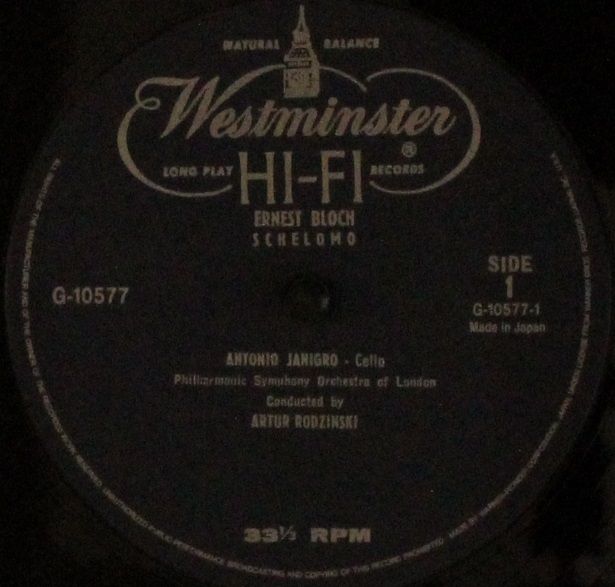 NATURAL BALANCE
Westminster ®
LONG PLAY HI-FI RECORDS
ERNEST BLOCH
SCHELOMO
SIDE
1
G-10577
G-10577-1
Made in Japan
ANTONIO JANIGRO - Cello
Philharmonic Symphony Orchestra of London
Conducted by
ARTUR RODZINSKI
33⅓ RPM